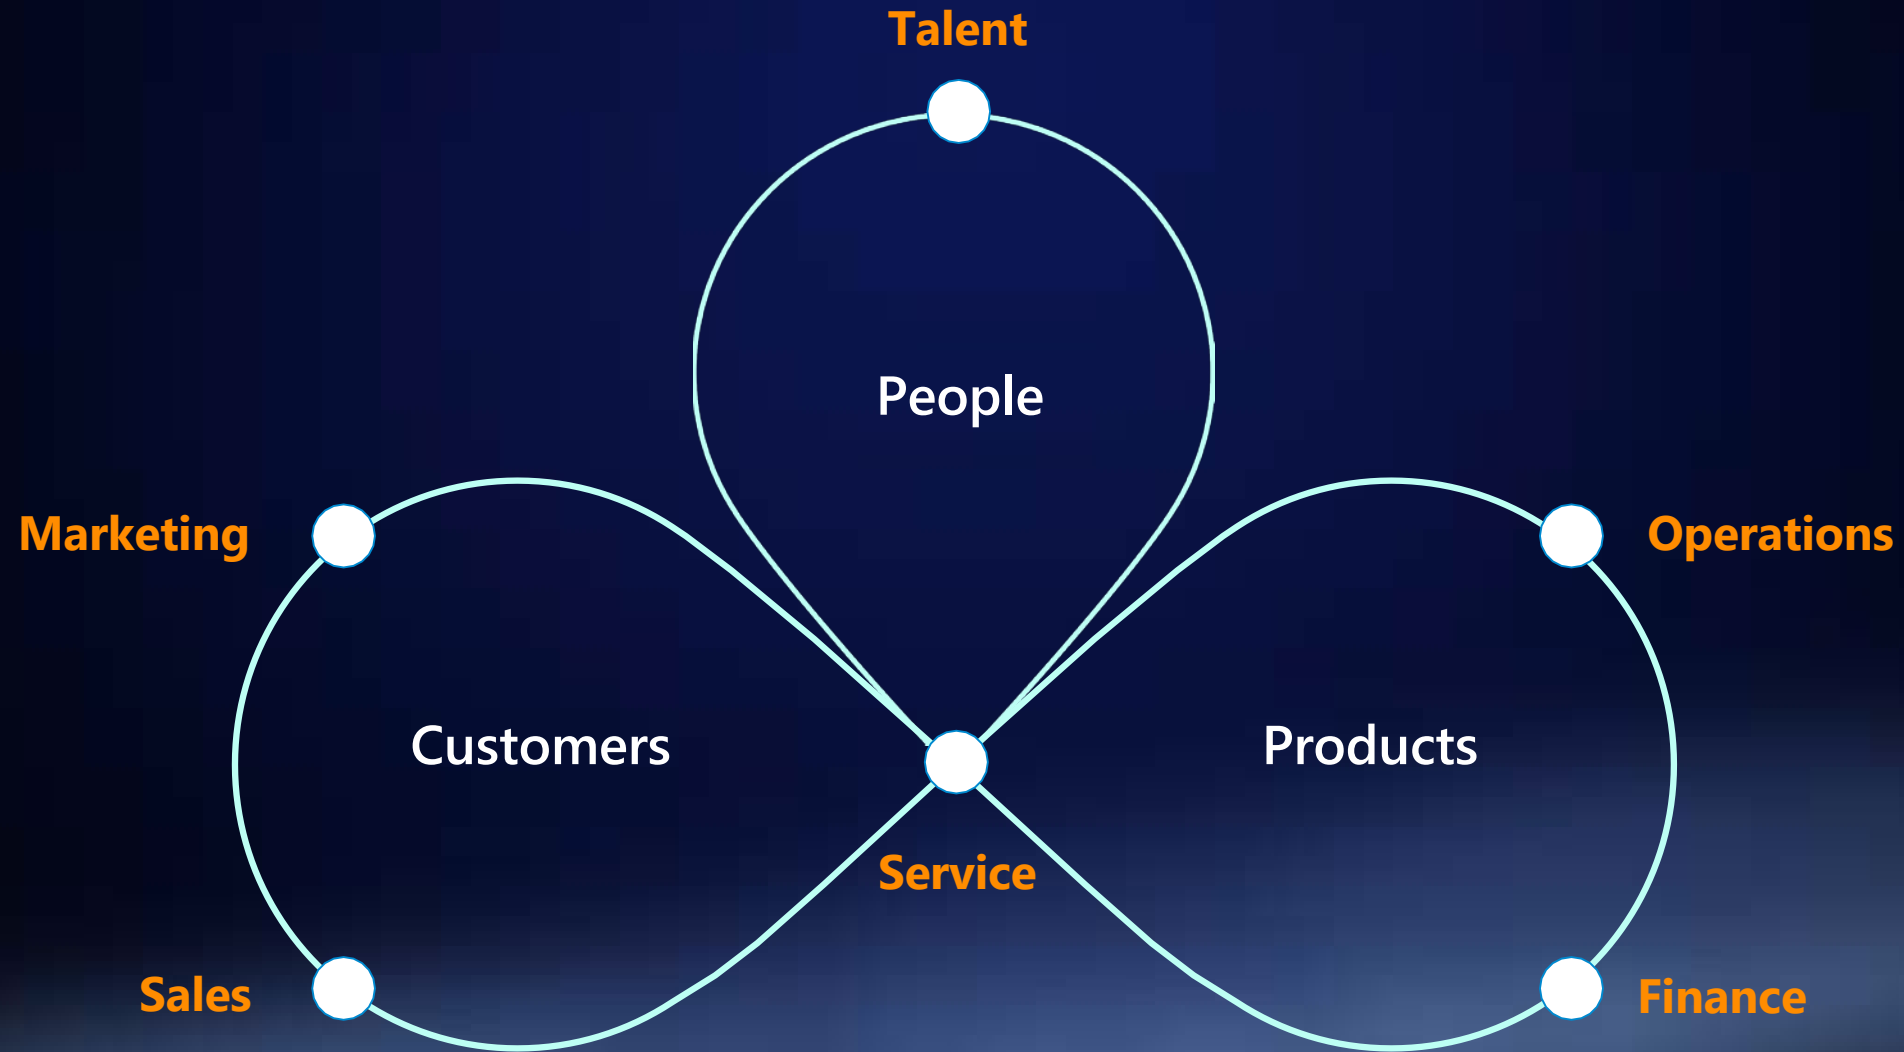 Talent
People
Marketing
Operations
Customers
Products
Service
Sales
Finance